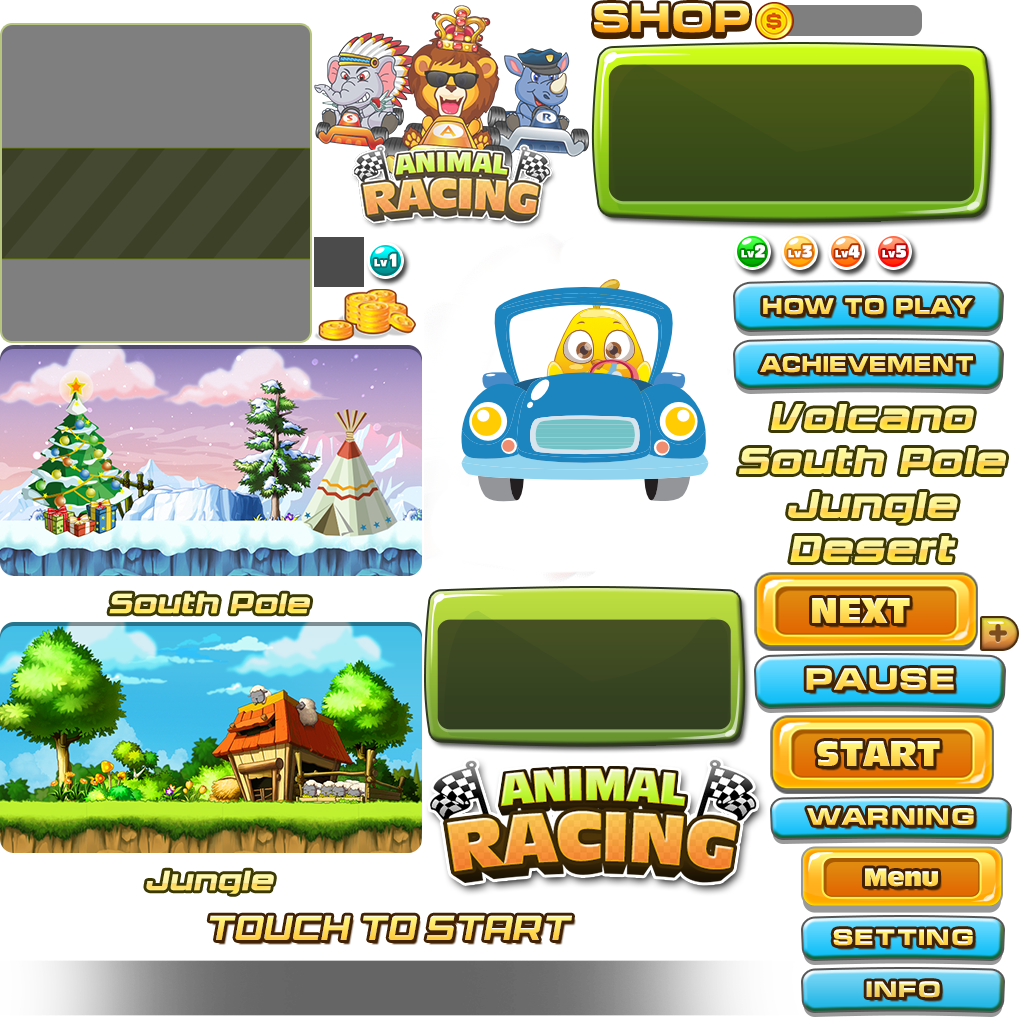 SHOP
$
S
A
R
ANIMAL
RACING
Lv1
Lv2
Lv3
Lv4
Lv5
HOW TO PLAY
ACHIEVEMENT
Volcano
South Pole
Jungle
Desert
South Pole
NEXT
+
PAUSE
START
ANIMAL
RACING
WARNING
Menu
Jungle
TOUCH TO START
SETTING
INFO